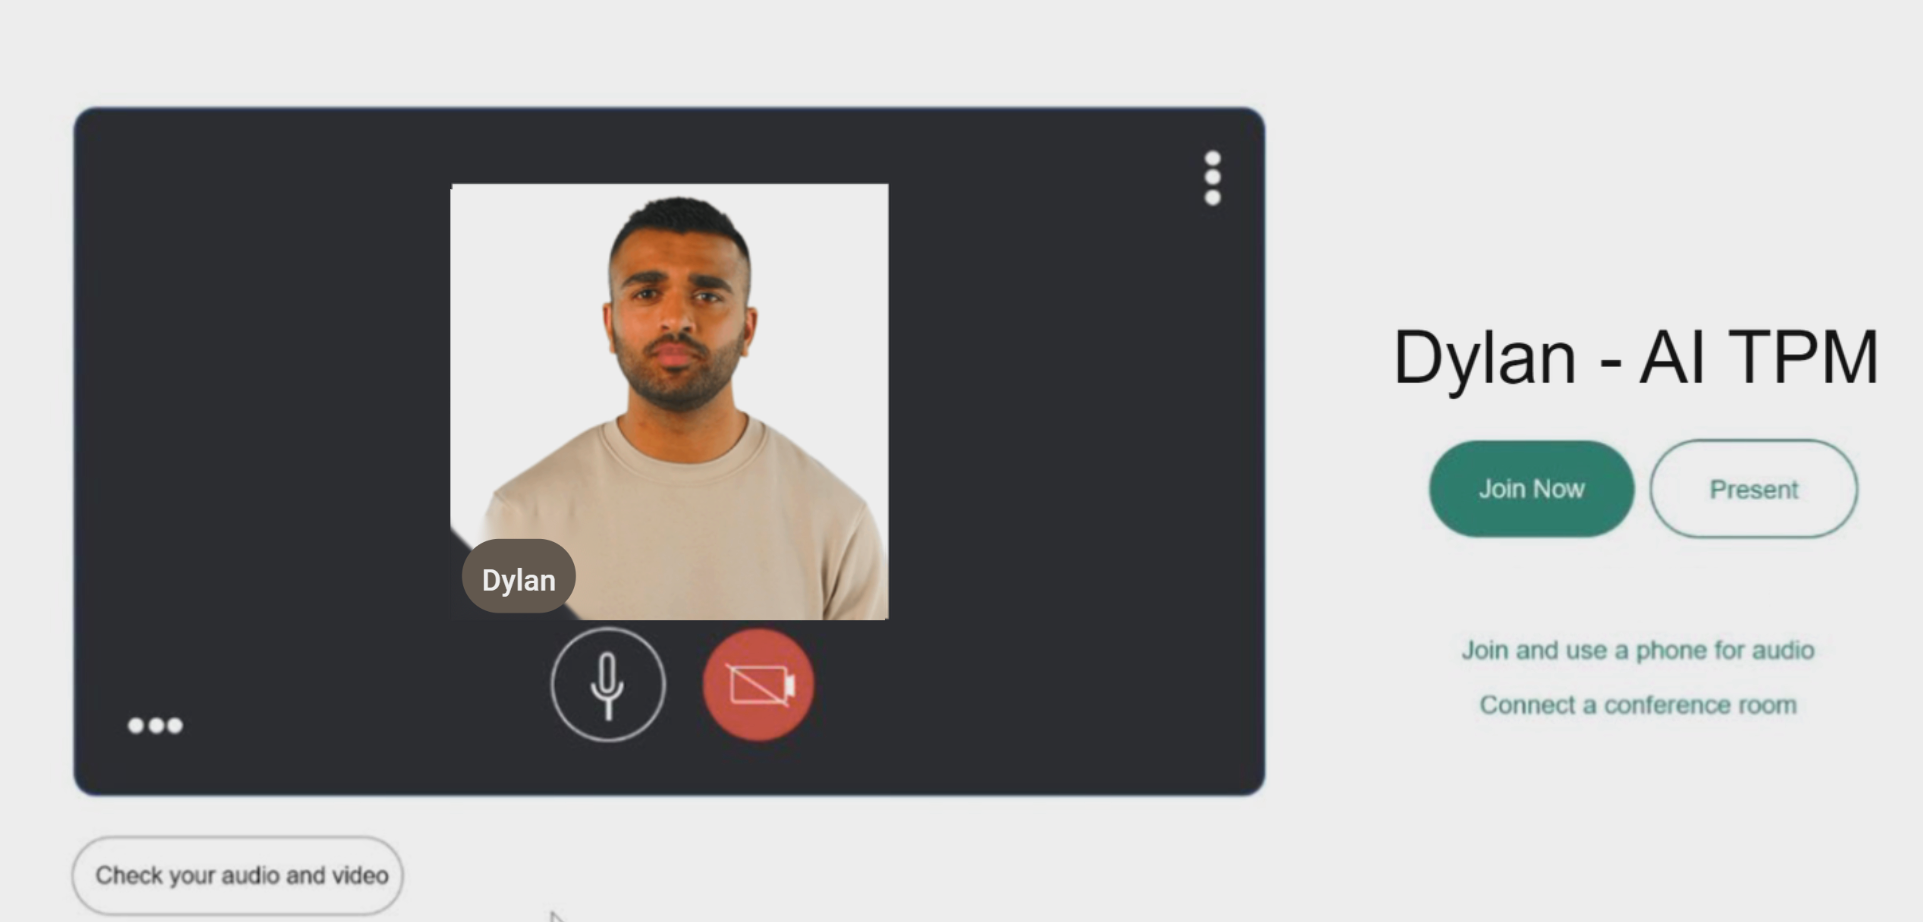 Dylan - AI TPM
Join Now
Present
Dylan
Join and use a phone for audio
Connect a conference room
Check your audio and video